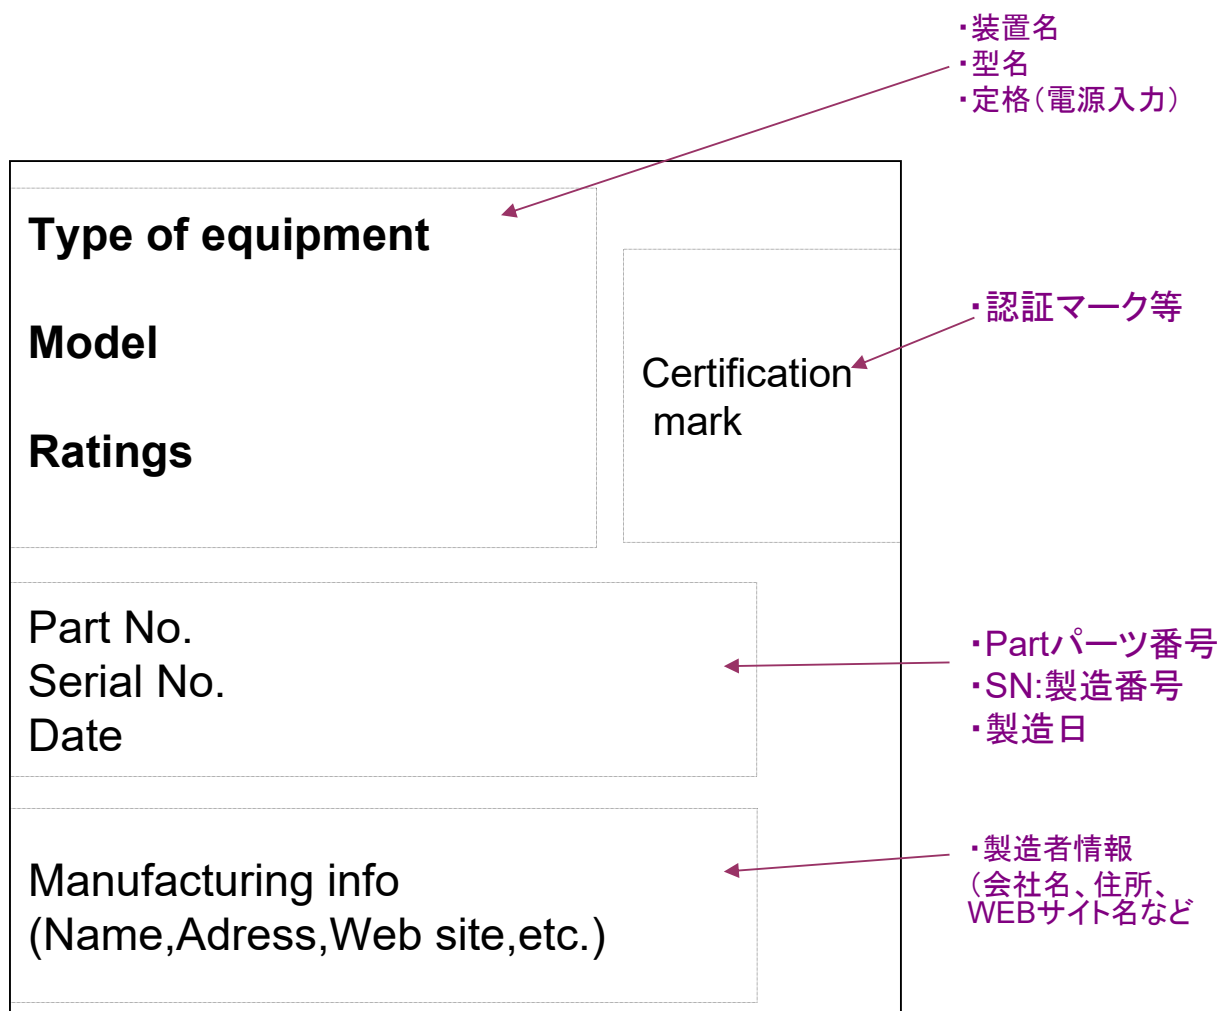 ・装置名
・型名
・定格（電源入力）
Type of equipment
Model
Ratings
・認証マーク等
Certification
mark
Part No.
Serial No.
Date
・Partパーツ番号
・SN:製造番号
・製造日
Manufacturing info
(Name,Adress,Web site,etc.)
・製造者情報
（会社名、住所、
WEBサイト名など